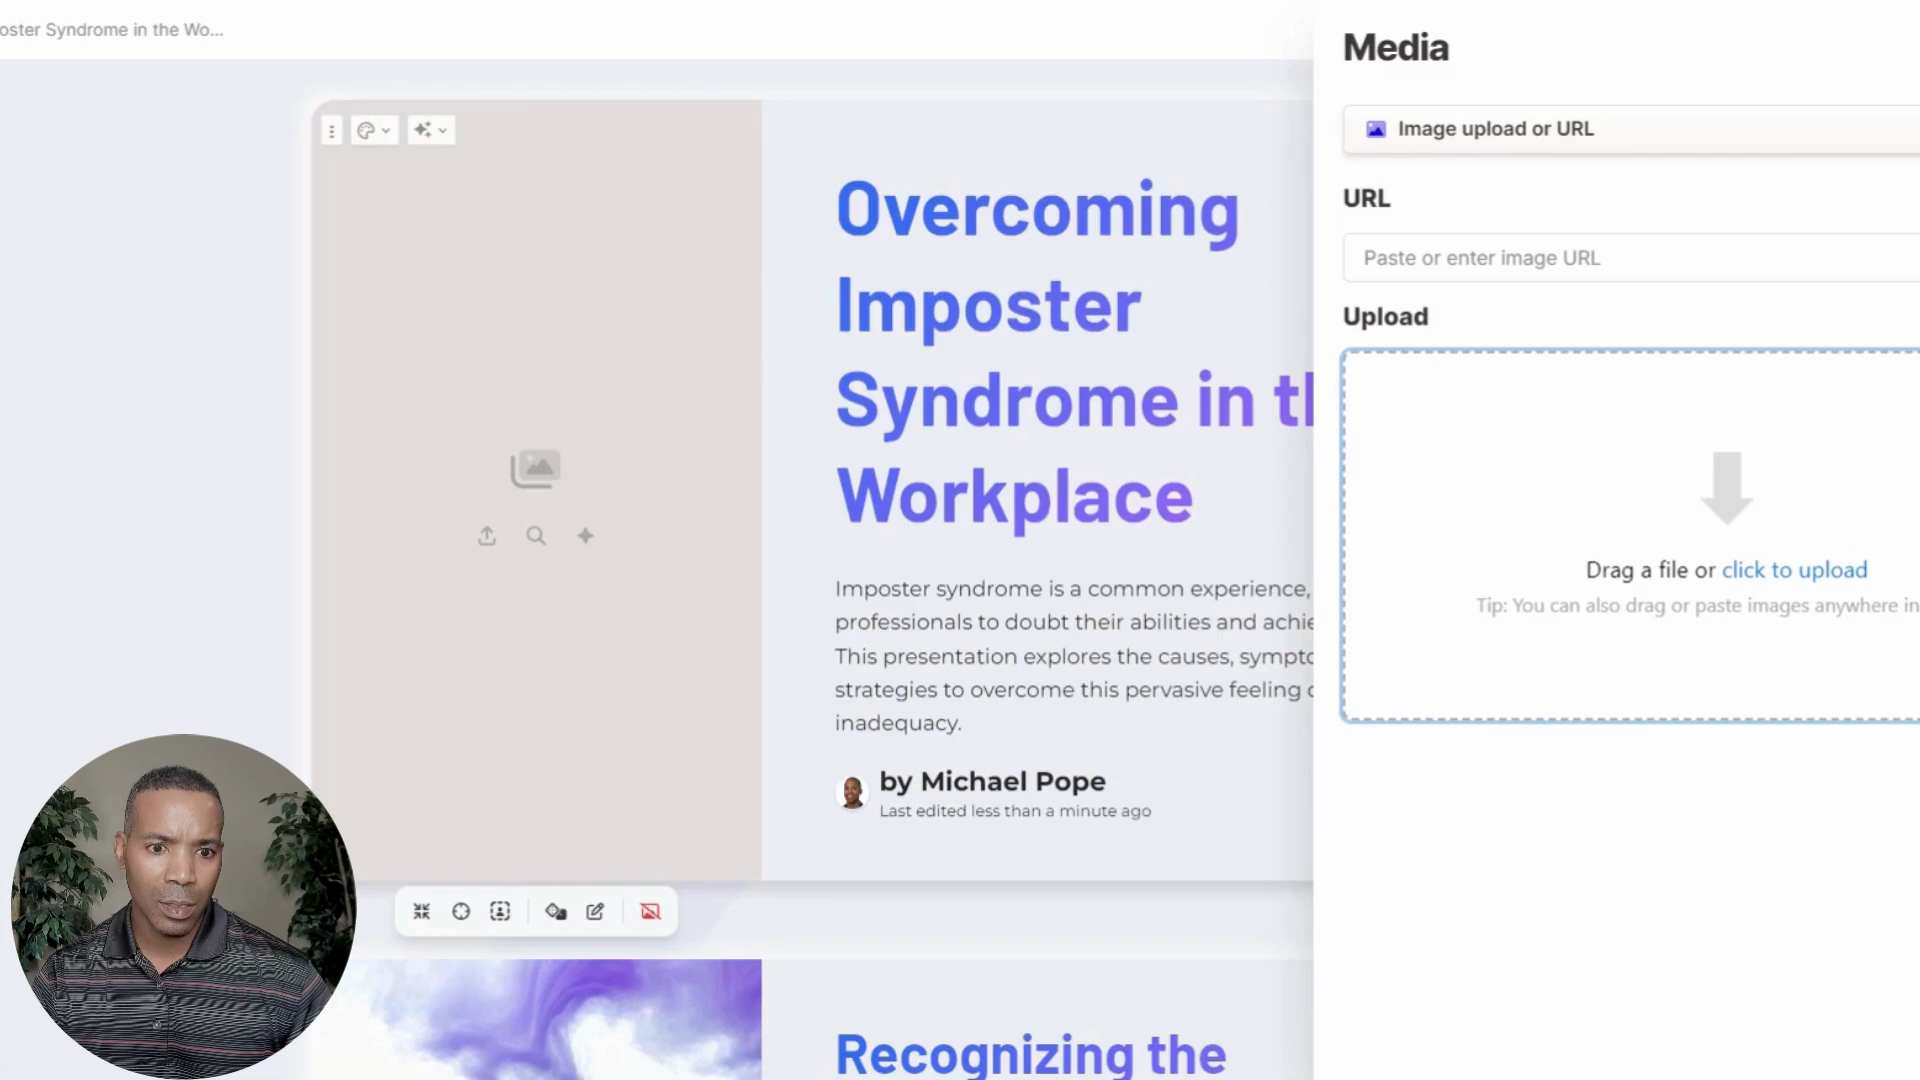 oster Syndrome in the Wo...
Overcoming
Imposter
Syndrome in th
Workplace
Imposter syndrome is a common experience,
professionals to doubt their abilities and achie
This presentation explores the causes, sympto
strategies to overcome this pervasive feeling o
inadequacy.
by Michael Pope
Last edited less than a minute ago
Recognizing the
Media
Image upload or URL
URL
Paste or enter image URL
Upload
Drag a file or click to upload
Tip: You can also drag or paste images anywhere in